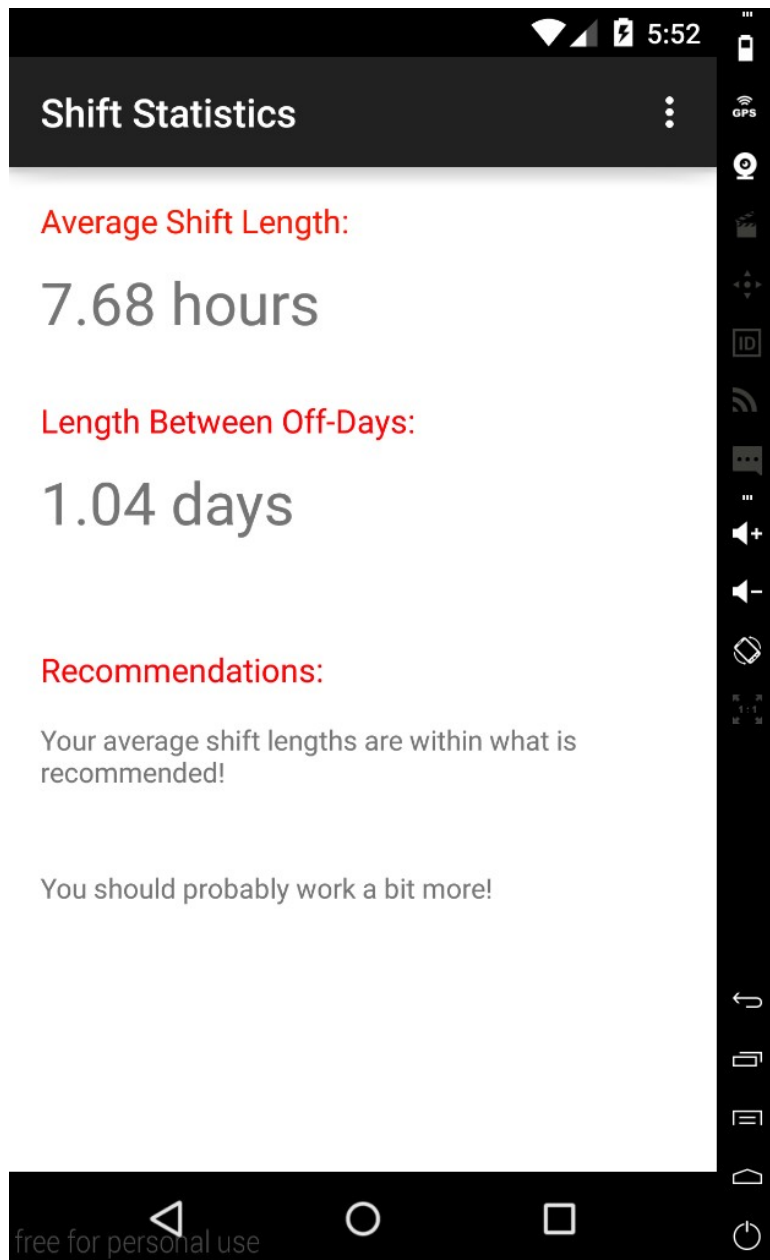 5:52
Shift Statistics
GPS
Average Shift Length:
7.68 hours
ID
Length Between Off-Days:
1.04 days
Recommendations:
1:1
Your average shift lengths are within what is
recommended!
You should probably work a bit more!
free for personal use